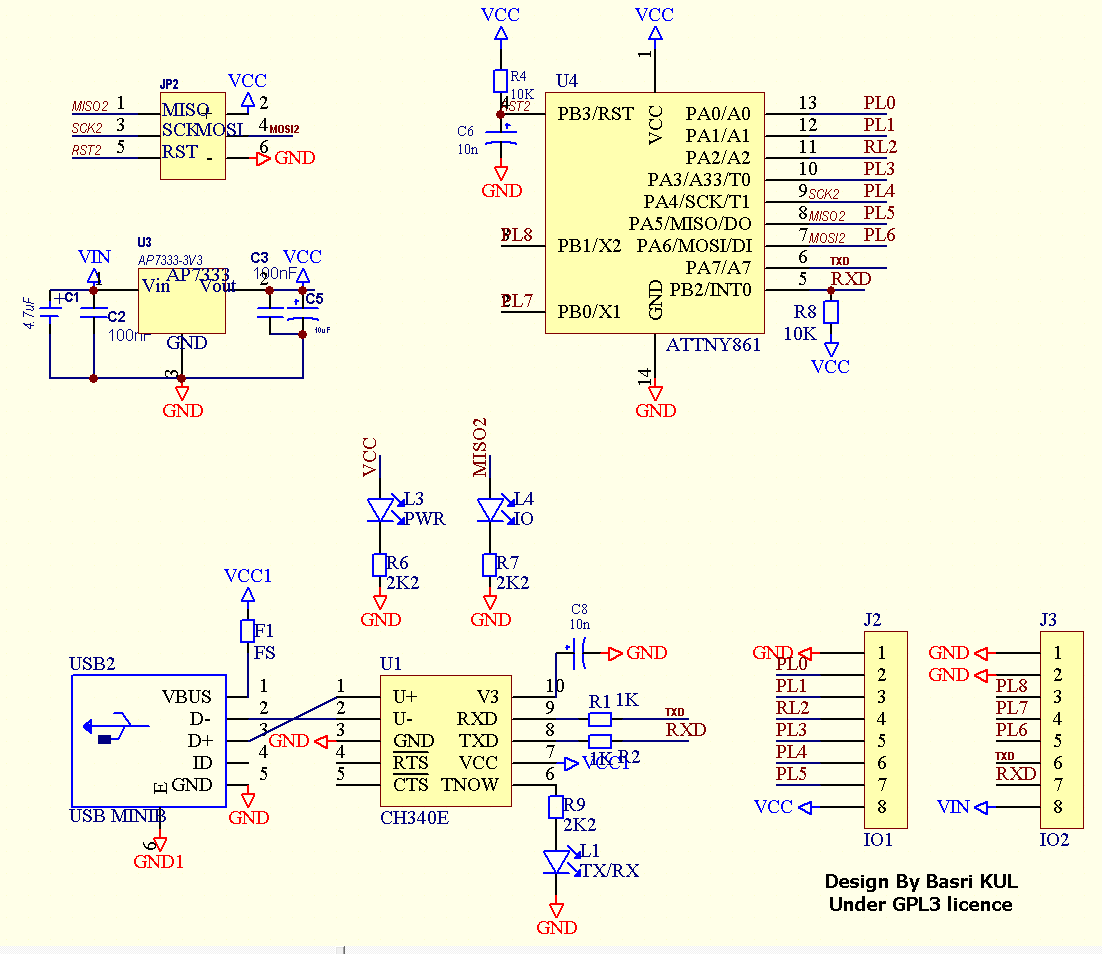 VCC
VCC
1
R4
10K
U4
4
RST2
PB3/RST
VCC
PA0/A0
13
PL0
C6
10n
PA1/A1
12
PL1
PA2/A2
11
RL2
PA3/A33/T0
10
PL3
GND
PA4/SCK/T1
9
SCK2
PL4
PA5/MISO/DO
8
MISO2
PL5
PL8
PB1/X2
PA6/MOSI/DI
7
MOSI2
PL6
PA7/A7
6
TXD
PB2/INT0
5
RXD
PL7
PB0/X1
GND
R8
10K
VCC
ATTNY861
14
GND
JP2
VCC
MISO2
1
MISO
+
2
SCK2
3
SCK
MOSI
4
MOSI2
RST2
5
RST
-
6
GND
U3
AP7333-3V3
VIN
1
AP7333
Vin
Vout
2
C3
100nF
VCC
4.7uF
+
C1
C2
100nF
C5
10uF
GND
3
GND
VCC
L3
PWR
R6
2K2
GND
MISO2
L4
IO
R7
2K2
GND
VCC1
F1
FS
USB2
VBUS
1
D-
2
D+
3
ID
4
GND
5
E
USB MINIB
6
GND
GND1
U1
1
U+
2
U-
GND
3
GND
4
RTS
5
CTS
V3
10
RXD
9
TXD
8
VCC
7
TNOW
6
CH340E
C8
10n
GND
R1
1K
TXD
1K
R2
RXD
VCC1
R9
2K2
L1
TX/RX
GND
J2
GND
1
PL0
2
PL1
3
RL2
4
PL3
5
PL4
6
PL5
7
VCC
8
IO1
J3
GND
1
GND
2
PL8
3
PL7
4
PL6
5
TXD
6
RXD
7
VIN
8
IO2
Design By Basri KUL
Under GPL3 licence